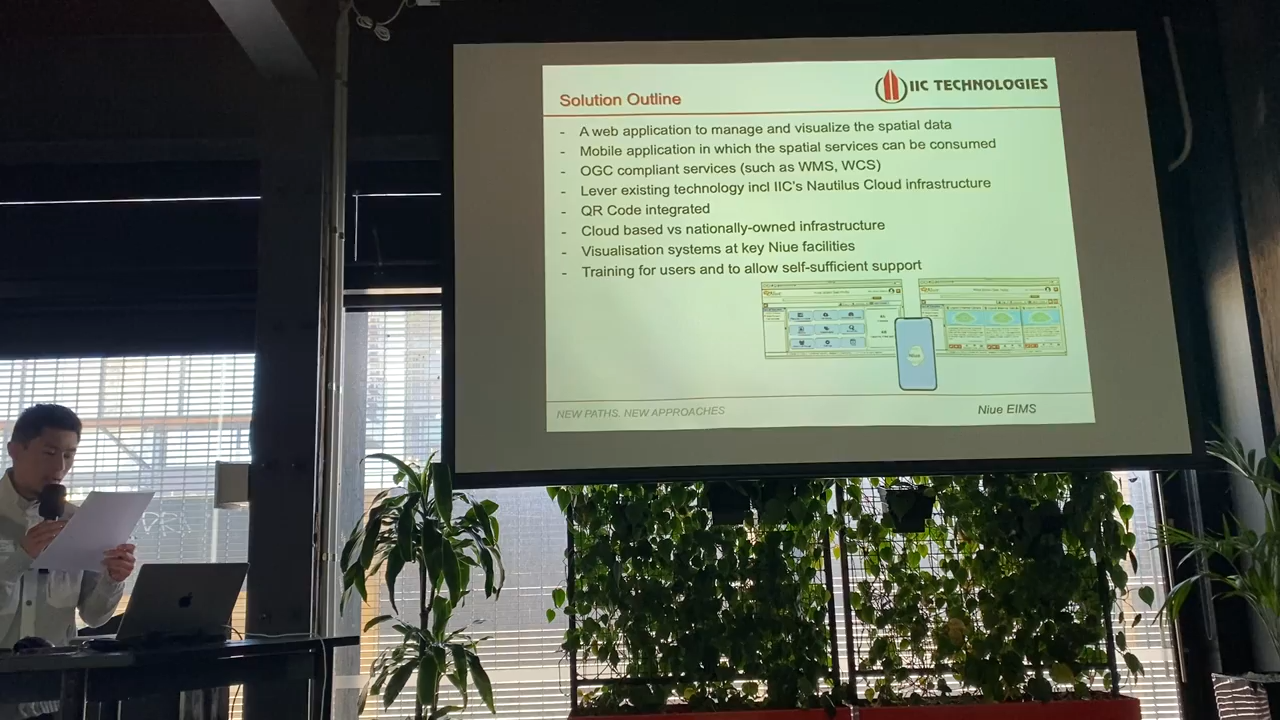 IIC TECHNOLOGIES
Solution Outline
- A web application to manage and visualize the spatial data
- Mobile application in which the spatial services can be consumed
- OGC compliant services (such as WMS, WCS)
- Lever existing technology incl IIC's Nautilus Cloud infrastructure
- QR Code integrated
- Cloud based vs nationally-owned infrastructure
- Visualisation systems at key Niue facilities
- Training for users and to allow self-sufficient support
NEW PATHS. NEW APPROACHES
Niue EIMS